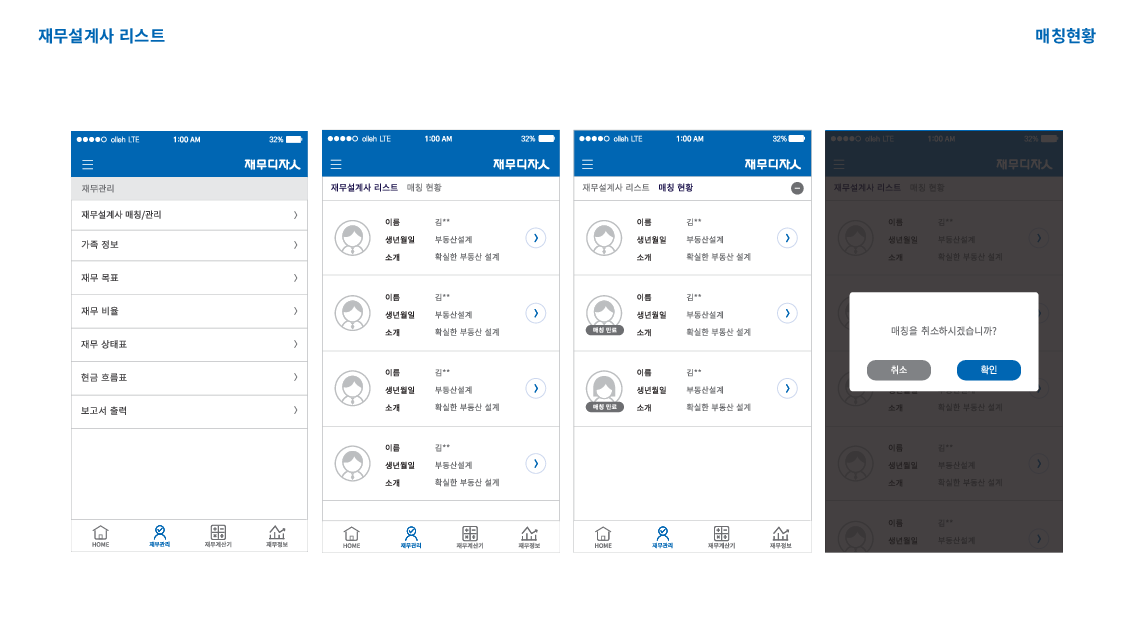 재무설계사 리스트
매칭현황
olleh LTE 1:00 AM 32%
재무디자人
재무관리
재무설계사 매칭/관리
가족 정보
재무 목표
재무 비율
재무 상태표
현금 흐름표
보고서 출력
HOME 재무관리 재무계산기 재무정보
olleh LTE 1:00 AM 32%
재무디자人
재무설계사 리스트 매칭 현황
이름 김**
생년월일 부동산설계
소개 확실한 부동산 설계
이름 김**
생년월일 부동산설계
소개 확실한 부동산 설계
이름 김**
생년월일 부동산설계
소개 확실한 부동산 설계
이름 김**
생년월일 부동산설계
소개 확실한 부동산 설계
HOME 재무관리 재무계산기 재무정보
olleh LTE 1:00 AM 32%
재무디자人
재무설계사 리스트 매칭 현황
이름 김**
생년월일 부동산설계
소개 확실한 부동산 설계
이름 김**
생년월일 부동산설계
매칭 만료
소개 확실한 부동산 설계
이름 김**
생년월일 부동산설계
매칭 만료
소개 확실한 부동산 설계
HOME 재무관리 재무계산기 재무정보
olleh LTE 1:00 AM 32%
재무디자人
재무설계사 리스트 매칭 현황
이름 김**
생년월일 부동산설계
소개 확실한 부동산 설계
매칭을 취소하시겠습니까?
취소 확인
소개 확실한 부동산 설계
이름 김**
생년월일 부동산설계
소개 확실한 부동산 설계
이름 김**
생년월일 부동산설계